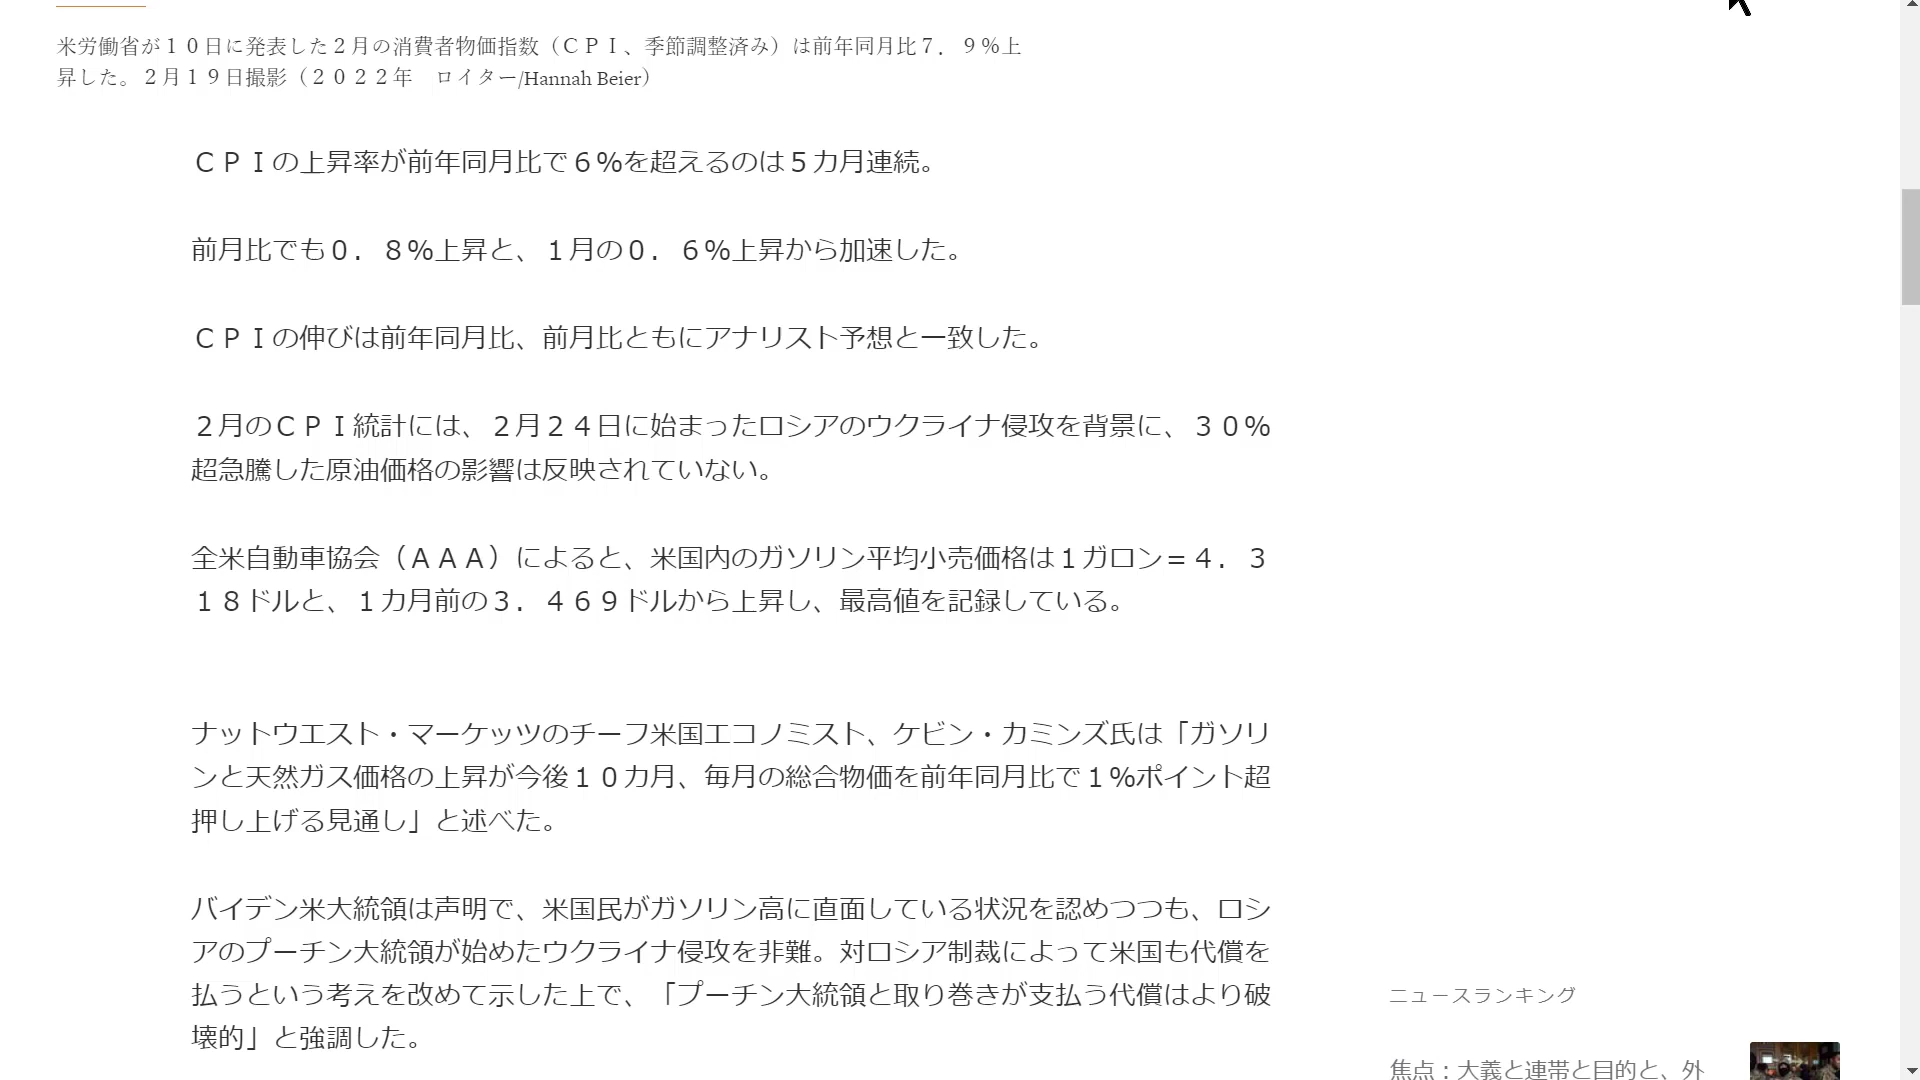 米労働省が１０日に発表した２月の消費者物価指数（ＣＰＩ、季節調整済み）は前年同月比７．９％上
昇した。２月１９日撮影（２０２２年　ロイター/Hannah Beier）
ＣＰＩの上昇率が前年同月比で６％を超えるのは５カ月連続。
前月比でも０．８％上昇と、１月の０．６％上昇から加速した。
ＣＰＩの伸びは前年同月比、前月比ともにアナリスト予想と一致した。
２月のＣＰＩ統計には、２月２４日に始まったロシアのウクライナ侵攻を背景に、３０％
超急騰した原油価格の影響は反映されていない。
全米自動車協会（ＡＡＡ）によると、米国内のガソリン平均小売価格は１ガロン＝４．３
１８ドルと、１カ月前の３．４６９ドルから上昇し、最高値を記録している。
ナットウエスト・マーケッツのチーフ米国エコノミスト、ケビン・カミンズ氏は「ガソリ
ンと天然ガス価格の上昇が今後１０カ月、毎月の総合物価を前年同月比で１％ポイント超
押し上げる見通し」と述べた。
バイデン米大統領は声明で、米国民がガソリン高に直面している状況を認めつつも、ロシ
アのプーチン大統領が始めたウクライナ侵攻を非難。対ロシア制裁によって米国も代償を
払うという考えを改めて示した上で、「プーチン大統領と取り巻きが支払う代償はより破
壊的」と強調した。
ニュースランキング
焦点：大義と連帯と目的と、外